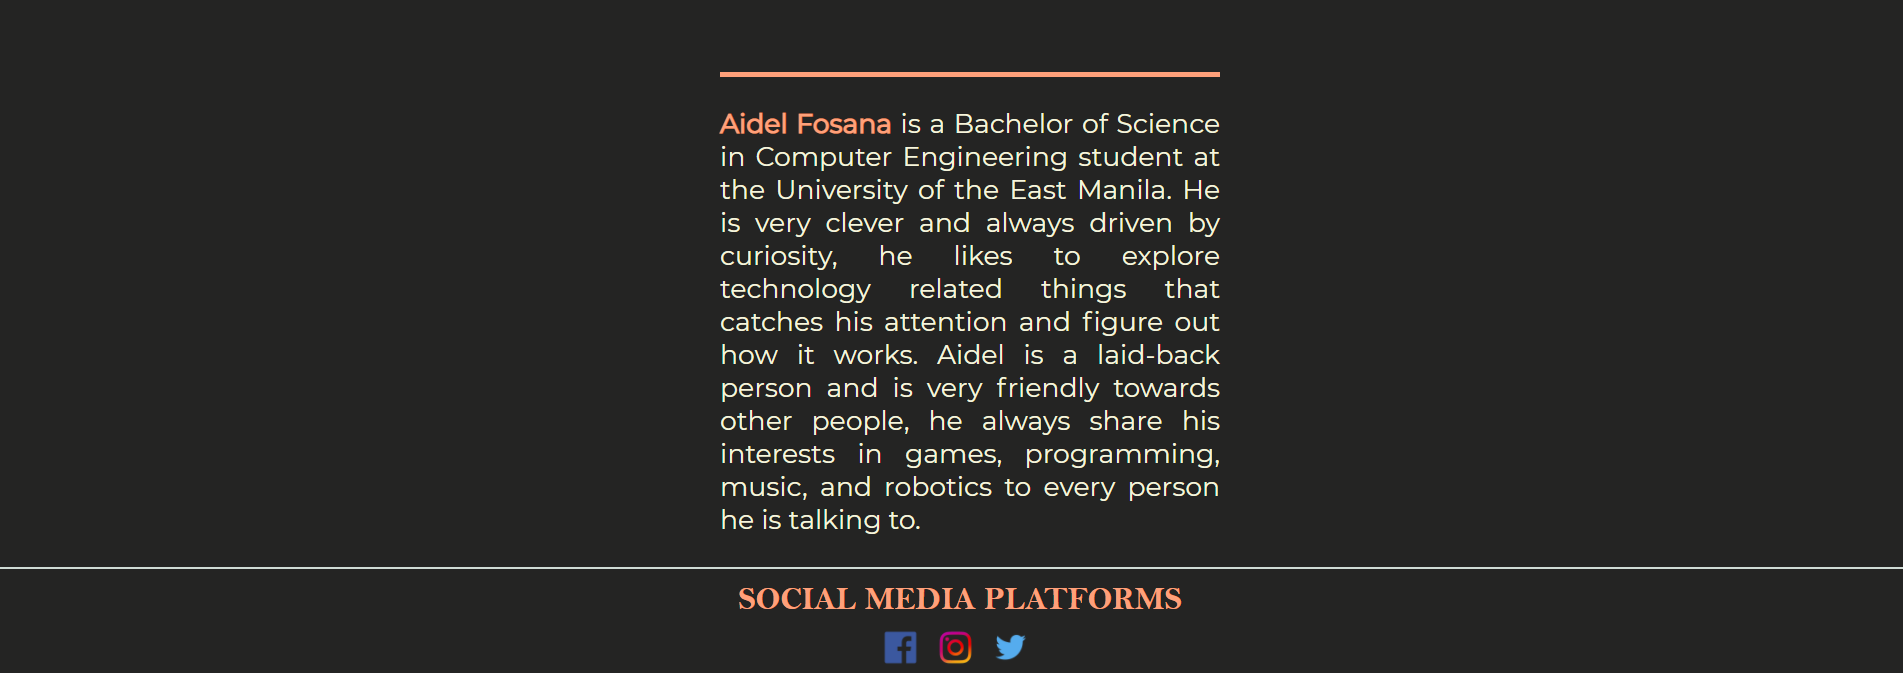 Aidel Fosana is a Bachelor of Science
in Computer Engineering student at
the University of the East Manila. He
is very clever and always driven by
curiosity, he likes to explore
technology related things that
catches his attention and figure out
how it works. Aidel is a laid-back
person and is very friendly towards
other people, he always share his
interests in games, programming,
music, and robotics to every person
he is talking to.
SOCIAL MEDIA PLATFORMS